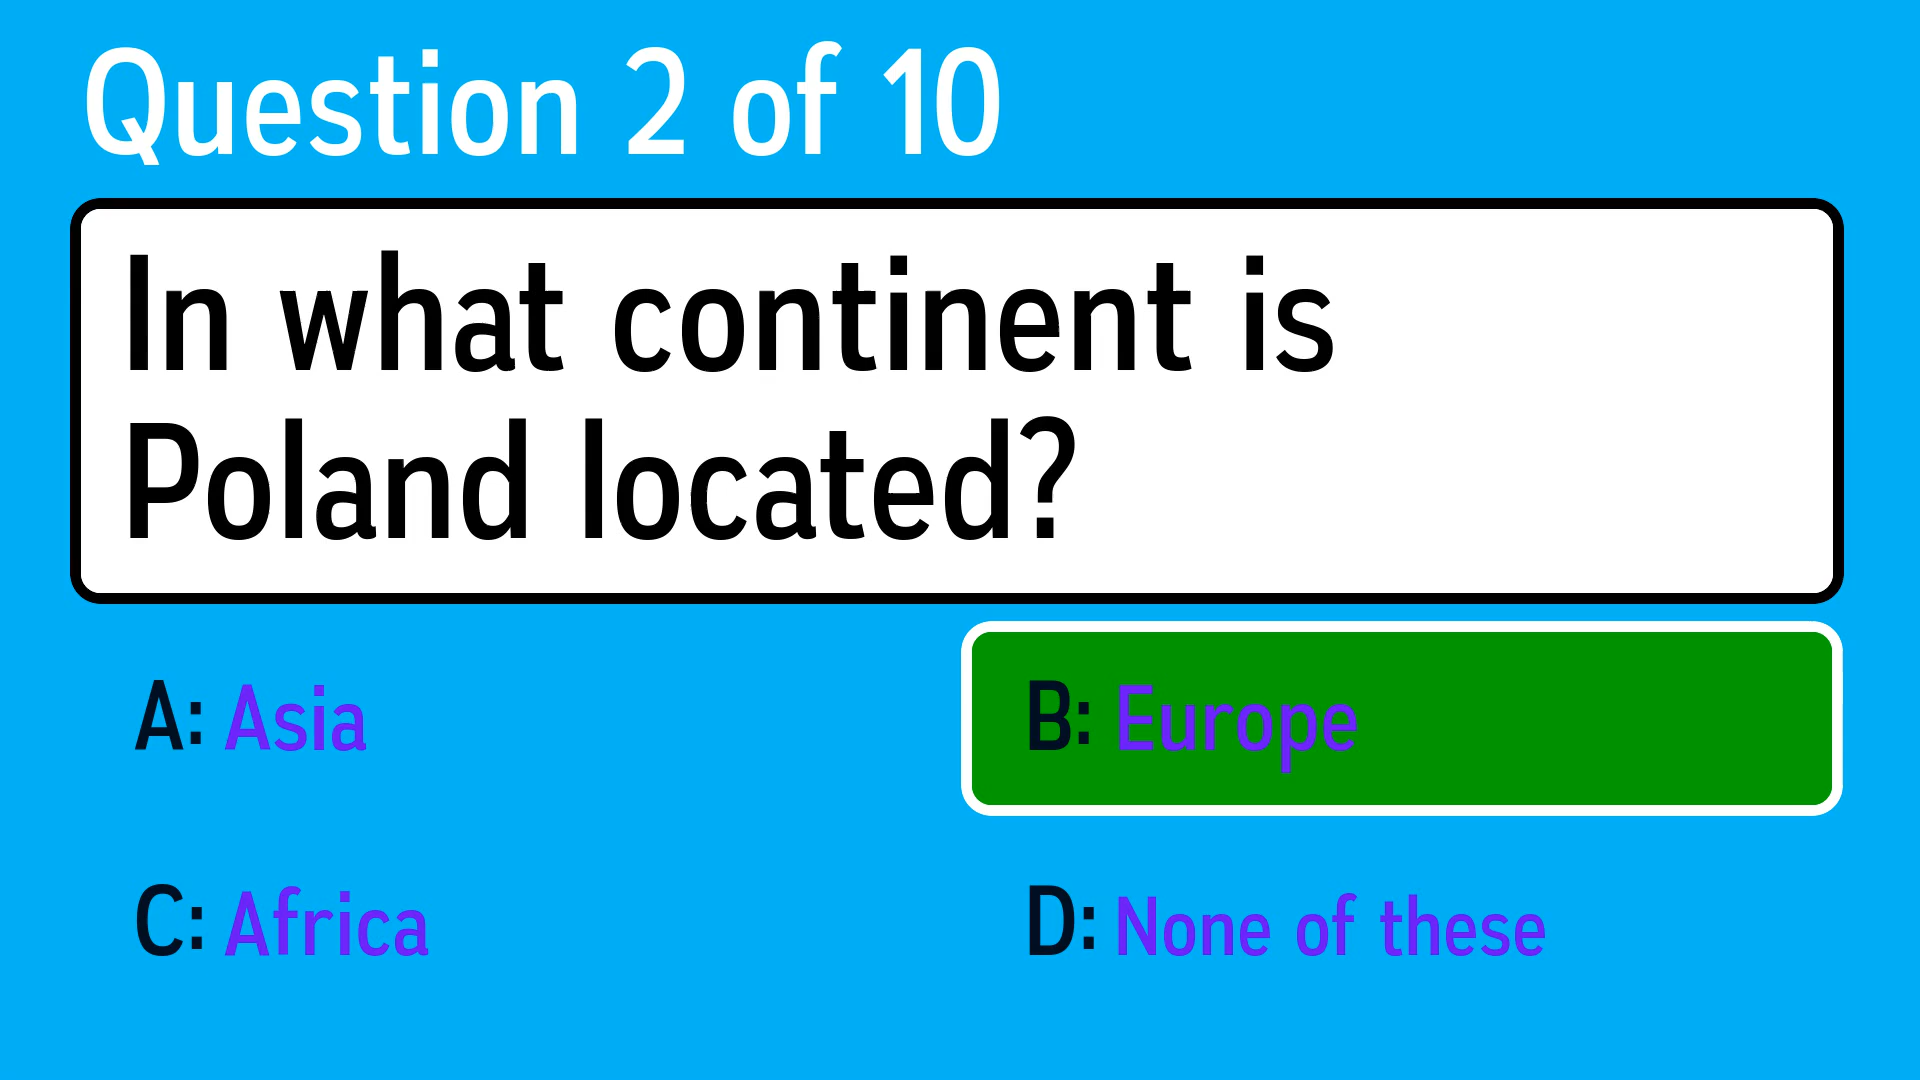 Question 2 of 10
In what continent is
Poland located?
A: Asia
B: Europe
C: Africa
D: None of these